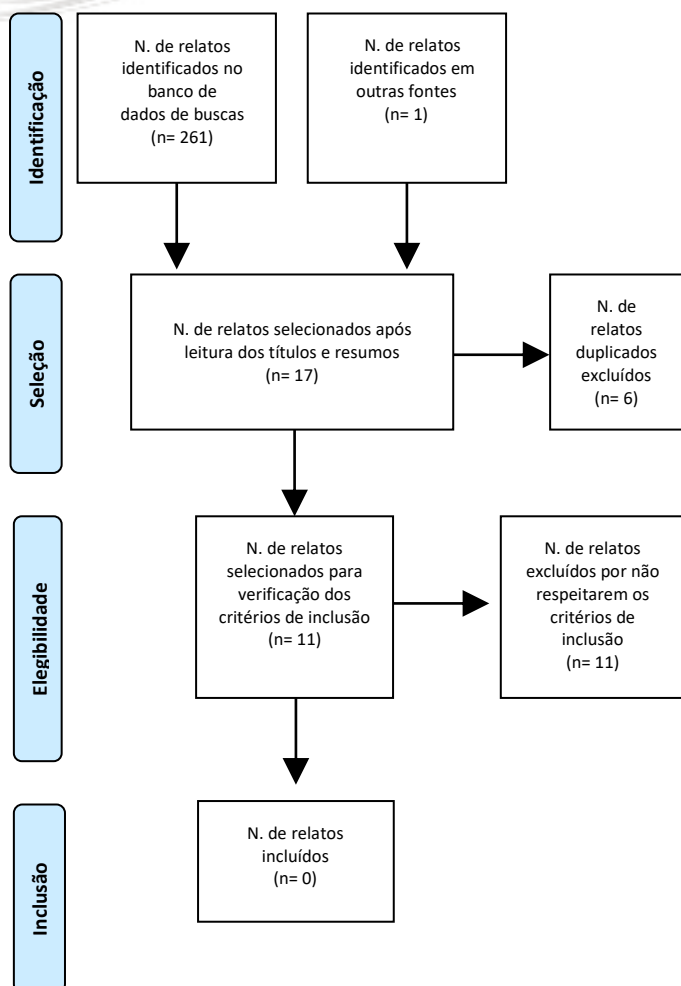 Identificação
N. de relatos
identificados no
banco de
dados de buscas
(n= 261)
N. de relatos
identificados em
outras fontes
(n= 1)
Seleção
N. de relatos selecionados após
leitura dos títulos e resumos
(n= 17)
N. de
relatos
duplicados
excluídos
(n= 6)
Elegibilidade
N. de relatos
selecionados para
verificação dos
critérios de inclusão
(n= 11)
N. de relatos
excluídos por não
respeitarem os
critérios de
inclusão
(n= 11)
Inclusão
N. de relatos
incluídos
(n= 0)